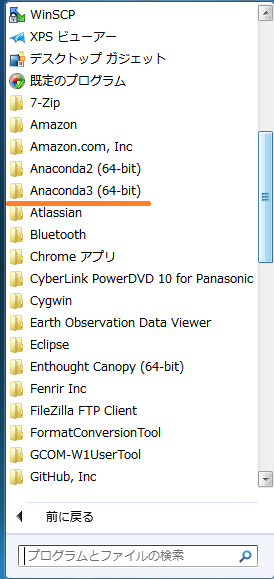 WinSCP
XPS ビューアー
デスクトップ ガジェット
既定のプログラム
7-Zip
Amazon
Amazon.com, Inc
Anaconda2 (64-bit)
Anaconda3 (64-bit)
Atlassian
Bluetooth
Chrome アプリ
CyberLink PowerDVD 10 for Panasonic
Cygwin
Earth Observation Data Viewer
Eclipse
Enthought Canopy (64-bit)
Fenrir Inc
FileZilla FTP Client
FormatConversionTool
GCOM-W1UserTool
GitHub, Inc
前に戻る
プログラムとファイルの検索